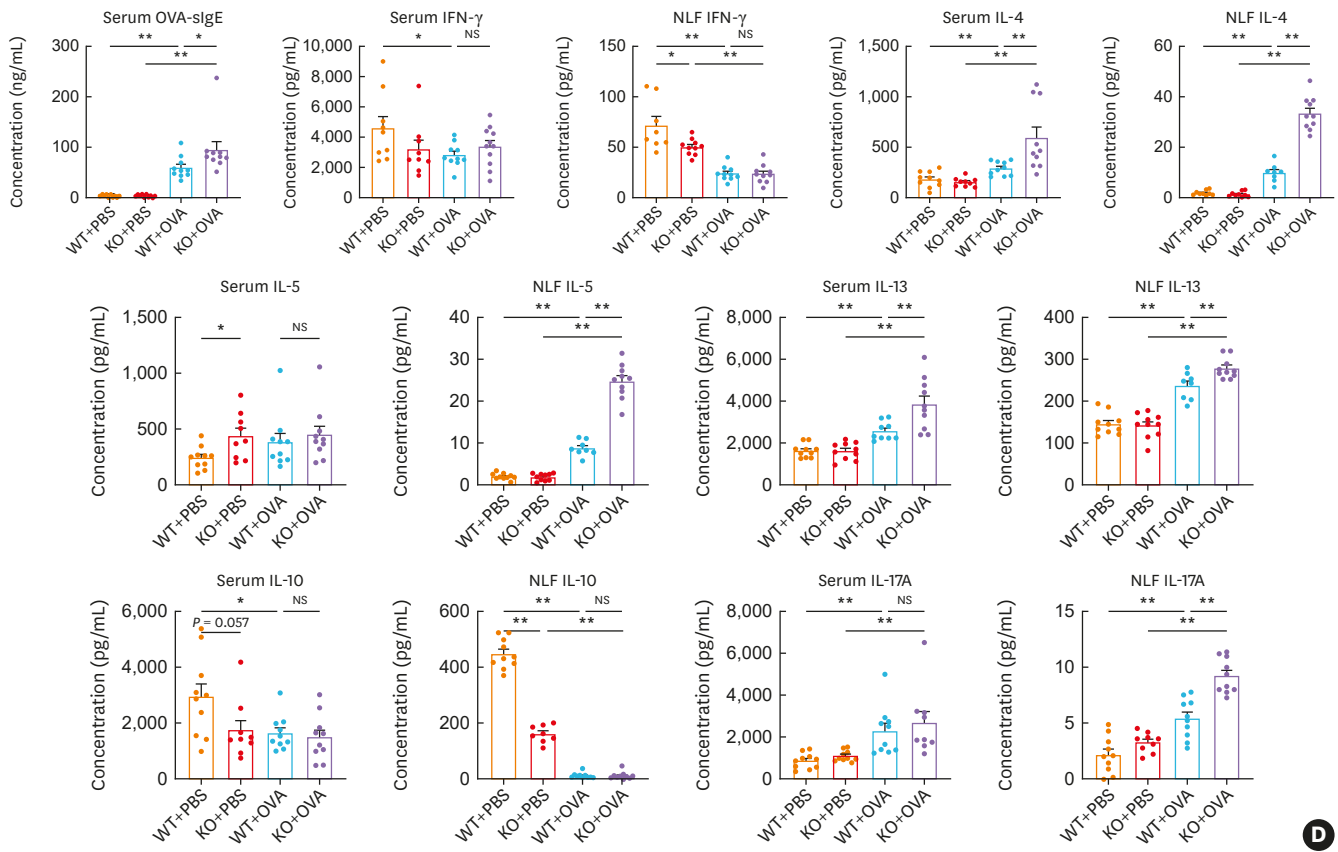 Serum OVA-sIgE
Concentration (ng/mL)
300
200
100
0
** *
**
WT+PBS
KO+PBS
WT+OVA
KO+OVA
Serum IFN-γ
Concentration (pg/mL)
10,000
8,000
6,000
4,000
2,000
0
* NS
WT+PBS
KO+PBS
WT+OVA
KO+OVA
NLF IFN-γ
Concentration (pg/mL)
150
100
50
0
** NS
* **
WT+PBS
KO+PBS
WT+OVA
KO+OVA
Serum IL-4
Concentration (pg/mL)
1,500
1,000
500
0
** **
**
WT+PBS
KO+PBS
WT+OVA
KO+OVA
NLF IL-4
Concentration (pg/mL)
60
40
20
0
** **
**
WT+PBS
KO+PBS
WT+OVA
KO+OVA
Serum IL-5
Concentration (pg/mL)
1,500
1,000
500
0
* NS
WT+PBS
KO+PBS
WT+OVA
KO+OVA
NLF IL-5
Concentration (pg/mL)
40
30
20
10
0
** **
**
WT+PBS
KO+PBS
WT+OVA
KO+OVA
Serum IL-13
Concentration (pg/mL)
8,000
6,000
4,000
2,000
0
** **
**
WT+PBS
KO+PBS
WT+OVA
KO+OVA
NLF IL-13
Concentration (pg/mL)
400
300
200
100
0
** **
**
WT+PBS
KO+PBS
WT+OVA
KO+OVA
Serum IL-10
Concentration (pg/mL)
6,000
4,000
2,000
0
* NS
P = 0.057
WT+PBS
KO+PBS
WT+OVA
KO+OVA
NLF IL-10
Concentration (pg/mL)
600
400
200
0
** NS
** **
WT+PBS
KO+PBS
WT+OVA
KO+OVA
Serum IL-17A
Concentration (pg/mL)
8,000
6,000
4,000
2,000
0
** NS
**
WT+PBS
KO+PBS
WT+OVA
KO+OVA
NLF IL-17A
Concentration (pg/mL)
15
10
5
0
** **
**
WT+PBS
KO+PBS
WT+OVA
KO+OVA
D